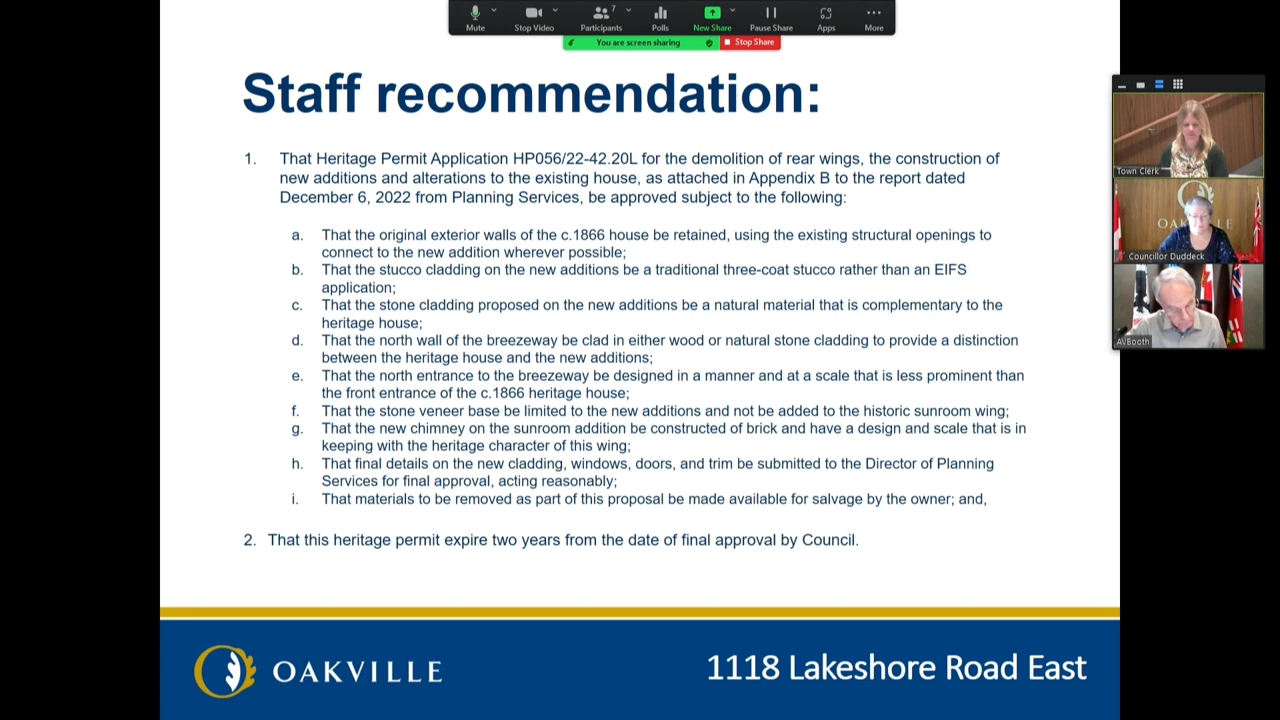 Mute
Stop Video
7
Participants
Polls
New Share
Pause Share
Apps
More
You are screen sharing
Stop Share
Staff recommendation:
1. That Heritage Permit Application HP056/22-42.20L for the demolition of rear wings, the construction of
new additions and alterations to the existing house, as attached in Appendix B to the report dated
December 6, 2022 from Planning Services, be approved subject to the following:
a. That the original exterior walls of the c.1866 house be retained, using the existing structural openings to
connect to the new addition wherever possible;
b. That the stucco cladding on the new additions be a traditional three-coat stucco rather than an EIFS
application;
c. That the stone cladding proposed on the new additions be a natural material that is complementary to the
heritage house;
d. That the north wall of the breezeway be clad in either wood or natural stone cladding to provide a distinction
between the heritage house and the new additions;
e. That the north entrance to the breezeway be designed in a manner and at a scale that is less prominent than
the front entrance of the c.1866 heritage house;
f. That the stone veneer base be limited to the new additions and not be added to the historic sunroom wing;
g. That the new chimney on the sunroom addition be constructed of brick and have a design and scale that is in
keeping with the heritage character of this wing;
h. That final details on the new cladding, windows, doors, and trim be submitted to the Director of Planning
Services for final approval, acting reasonably;
i. That materials to be removed as part of this proposal be made available for salvage by the owner; and,
2. That this heritage permit expire two years from the date of final approval by Council.
Town Clerk
Councillor Duddeck
AVBooth
OAKVILLE
1118 Lakeshore Road East